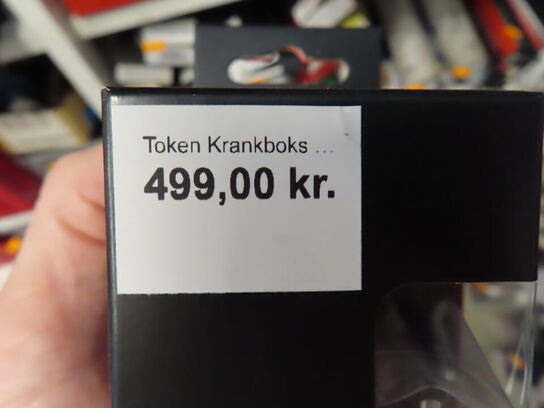 Token Krankboks ...
499,00 kr.